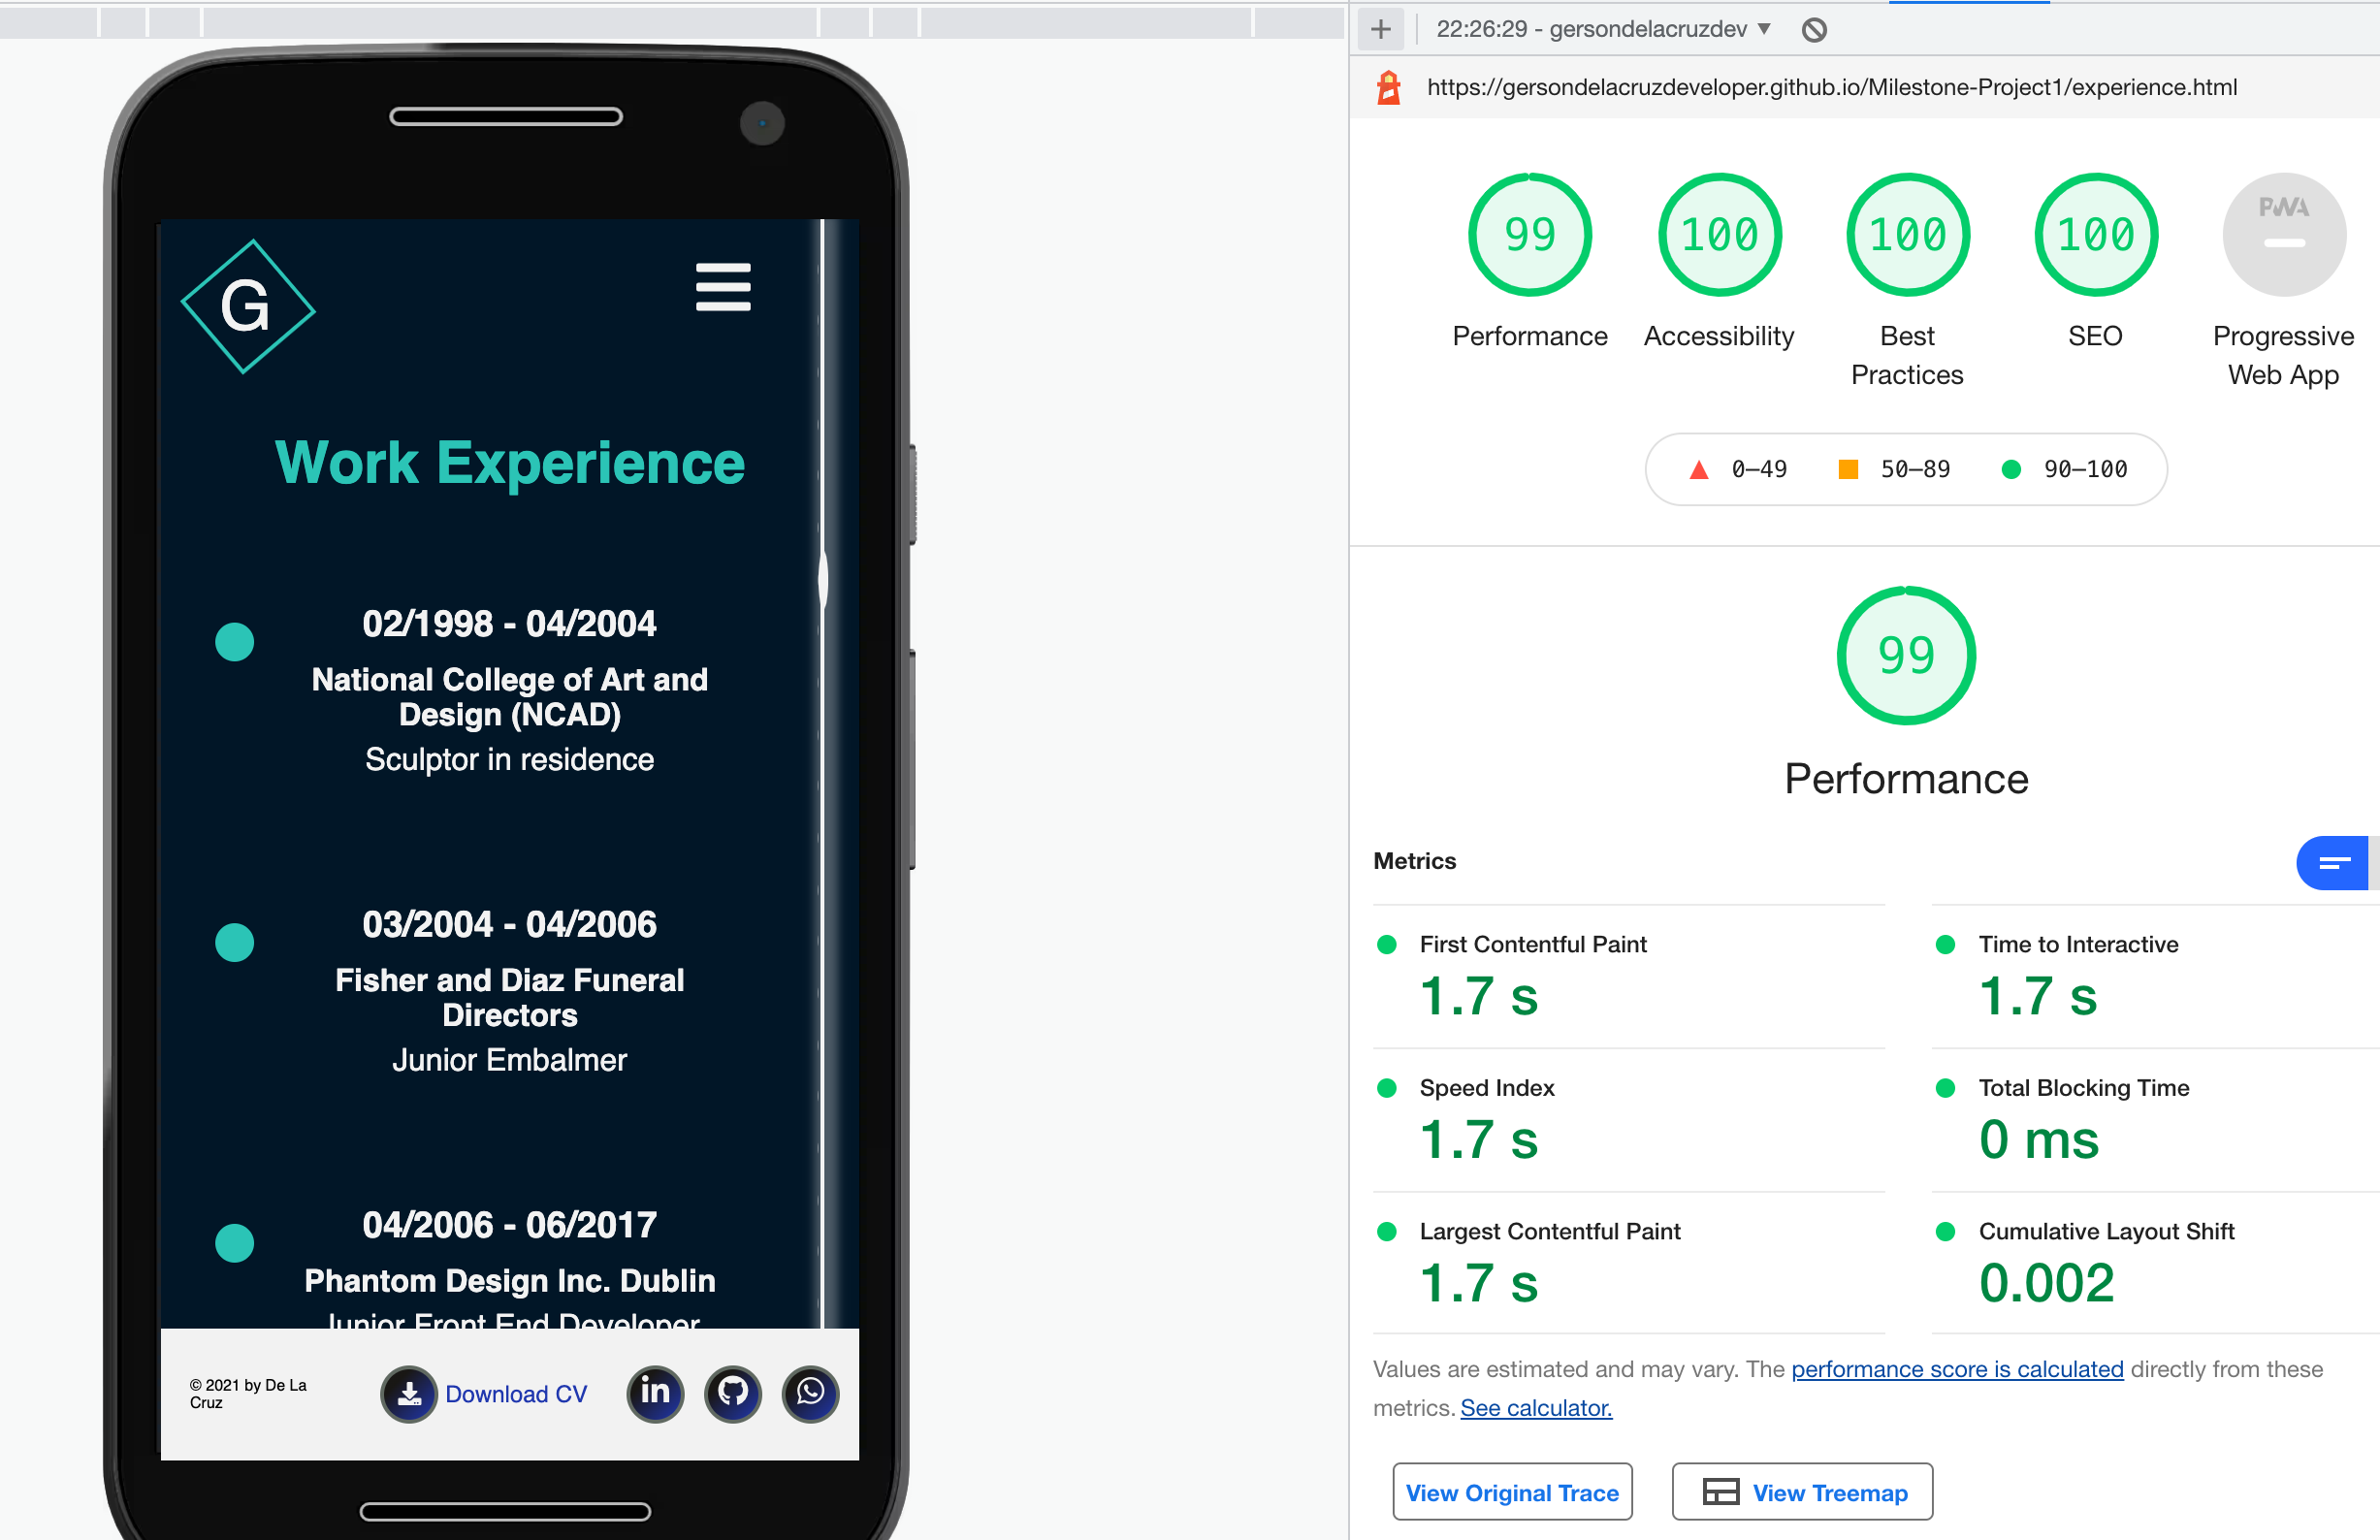 G
Work Experience
02/1998 - 04/2004
National College of Art and
Design (NCAD)
Sculptor in residence
03/2004 - 04/2006
Fisher and Diaz Funeral
Directors
Junior Embalmer
04/2006 - 06/2017
Phantom Design Inc. Dublin
Junior Front End Developer
© 2021 by De La
Cruz
Download CV
in
22:26:29 - gersondelacruzdev
https://gersondelacruzdeveloper.github.io/Milestone-Project1/experience.html
99
100
100
100
PWA
Performance
Accessibility
Best
Practices
SEO
Progressive
Web App
0–49
50–89
90–100
99
Performance
Metrics
First Contentful Paint
1.7 s
Time to Interactive
1.7 s
Speed Index
1.7 s
Total Blocking Time
0 ms
Largest Contentful Paint
1.7 s
Cumulative Layout Shift
0.002
Values are estimated and may vary. The performance score is calculated directly from these
metrics. See calculator.
View Original Trace
View Treemap